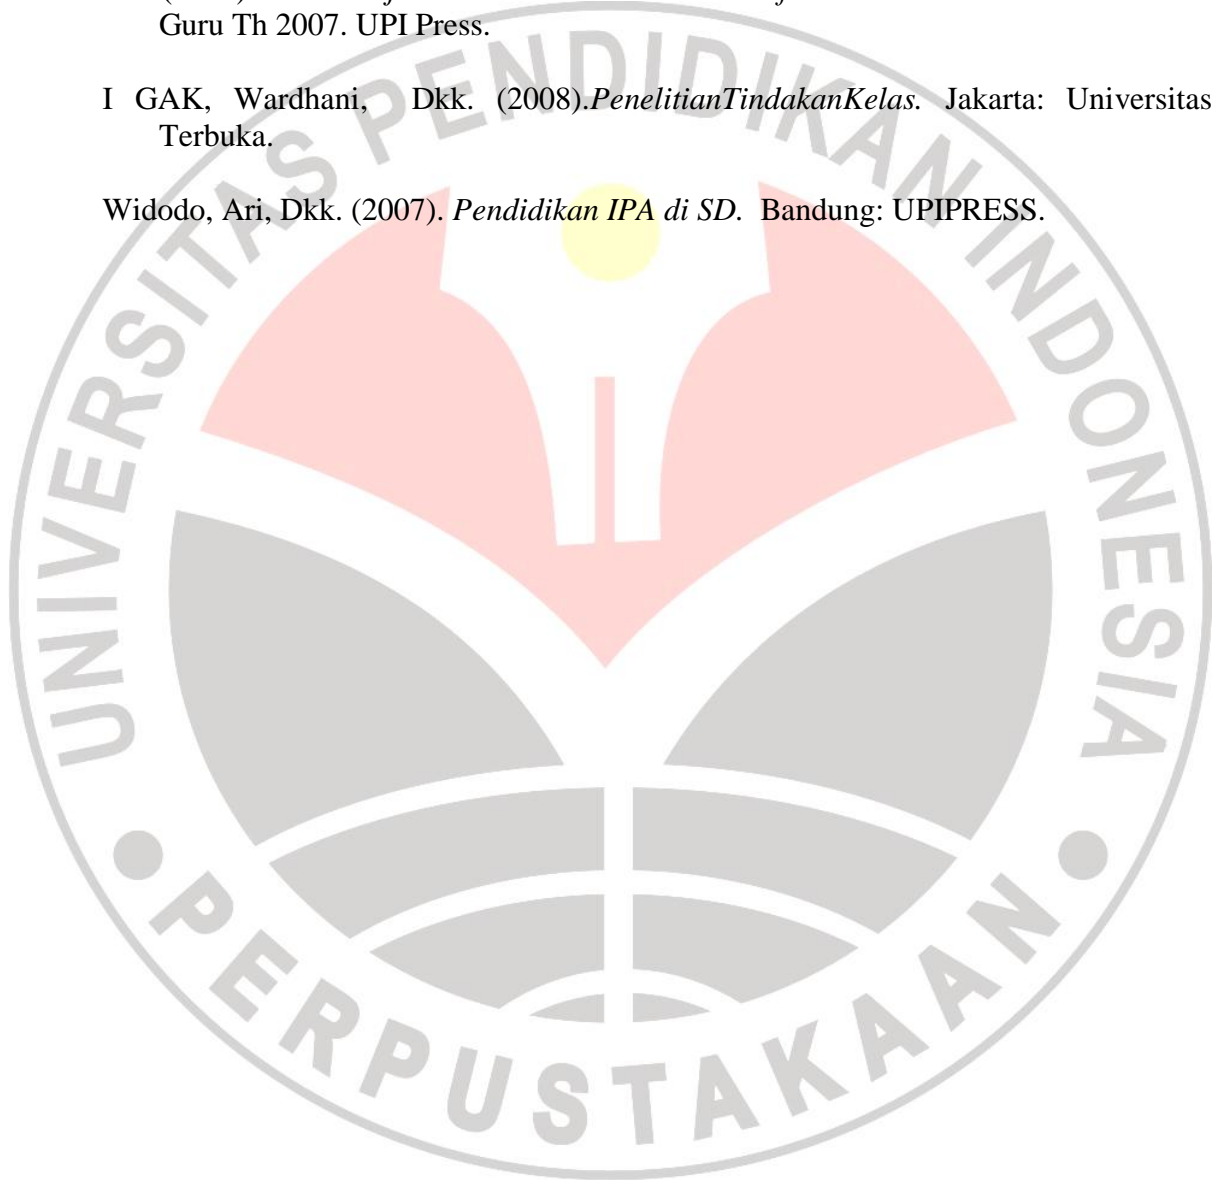 Guru Th 2007. UPI Press.
I GAK, Wardhani, Dkk. (2008).PenelitianTindakanKelas. Jakarta: Universitas
Terbuka.
Widodo, Ari, Dkk. (2007). Pendidikan IPA di SD. Bandung: UPIPRESS.
UNIVERSITAS PENDIDIKAN INDONESIA
PERPUSTAKAAN